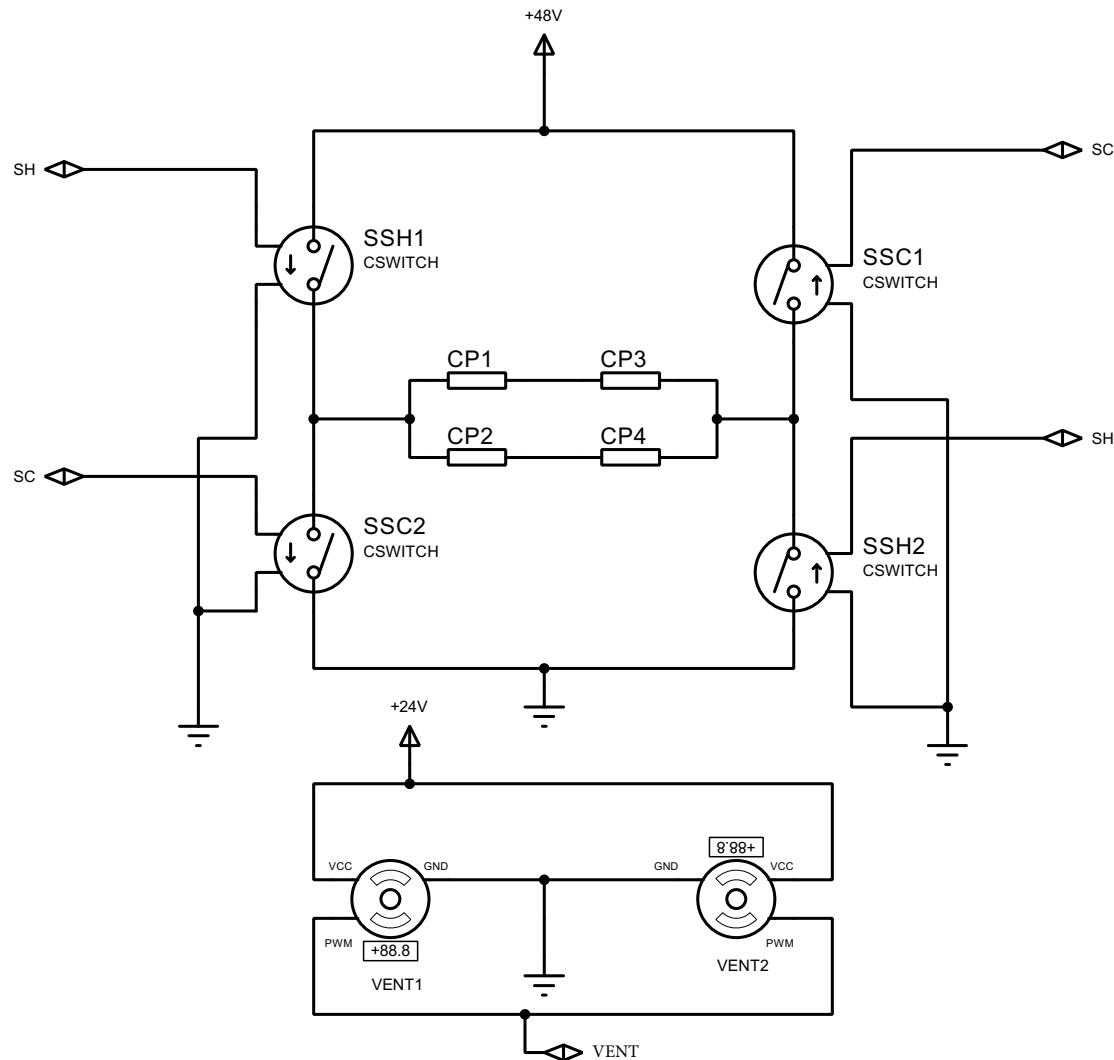 +48V
SH
SC
SSH1
CSWITCH
SSC1
CSWITCH
CP1
CP3
CP2
CP4
SH
SC
SSC2
CSWITCH
SSH2
CSWITCH
+24V
+88.8
VCC
GND
GND
VCC
PWM
+88.8
PWM
VENT1
VENT2
VENT